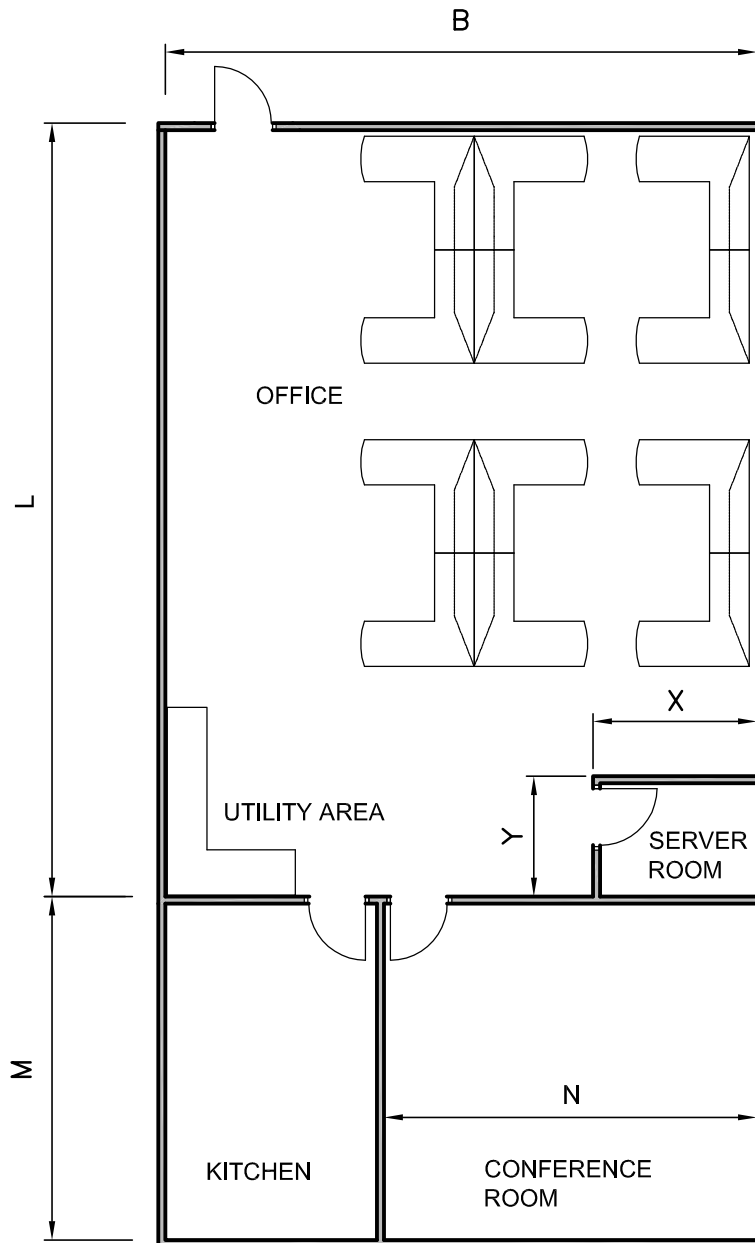 B
OFFICE
L
X
UTILITY AREA
Y
SERVER
ROOM
M
N
KITCHEN
CONFERENCE
ROOM